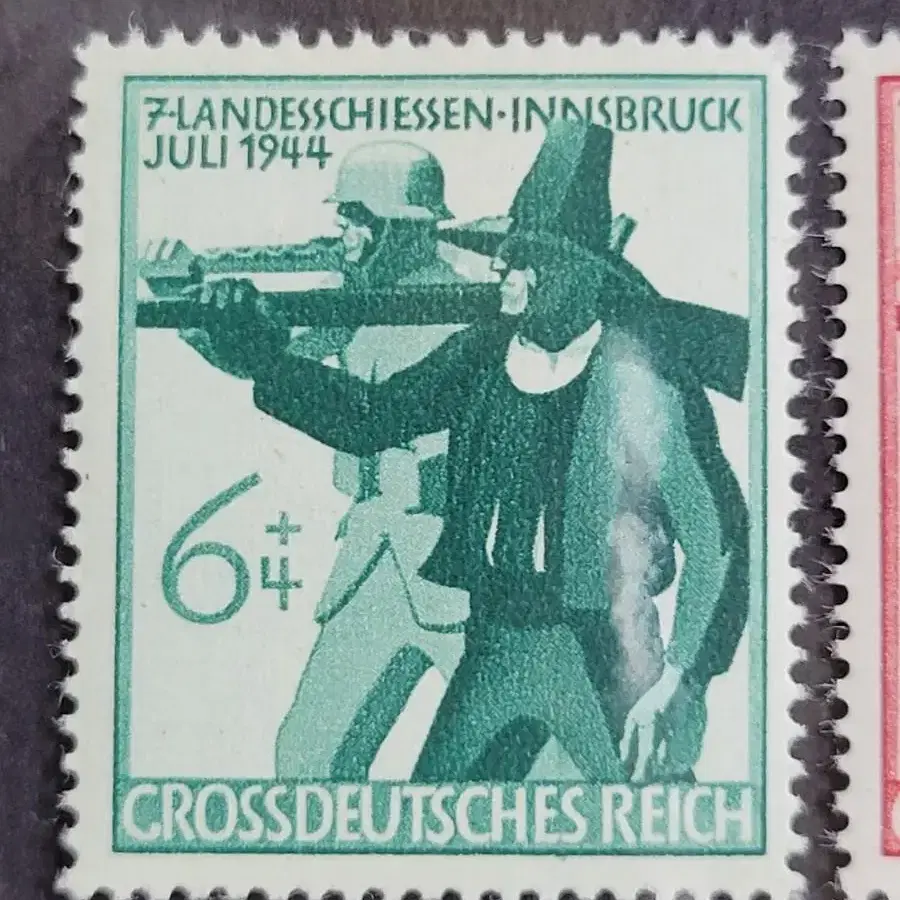 7·LANDESSCHIESSEN·INNSBRUCK
JULI 1944
6+4
GROSSDEUTSCHES REICH